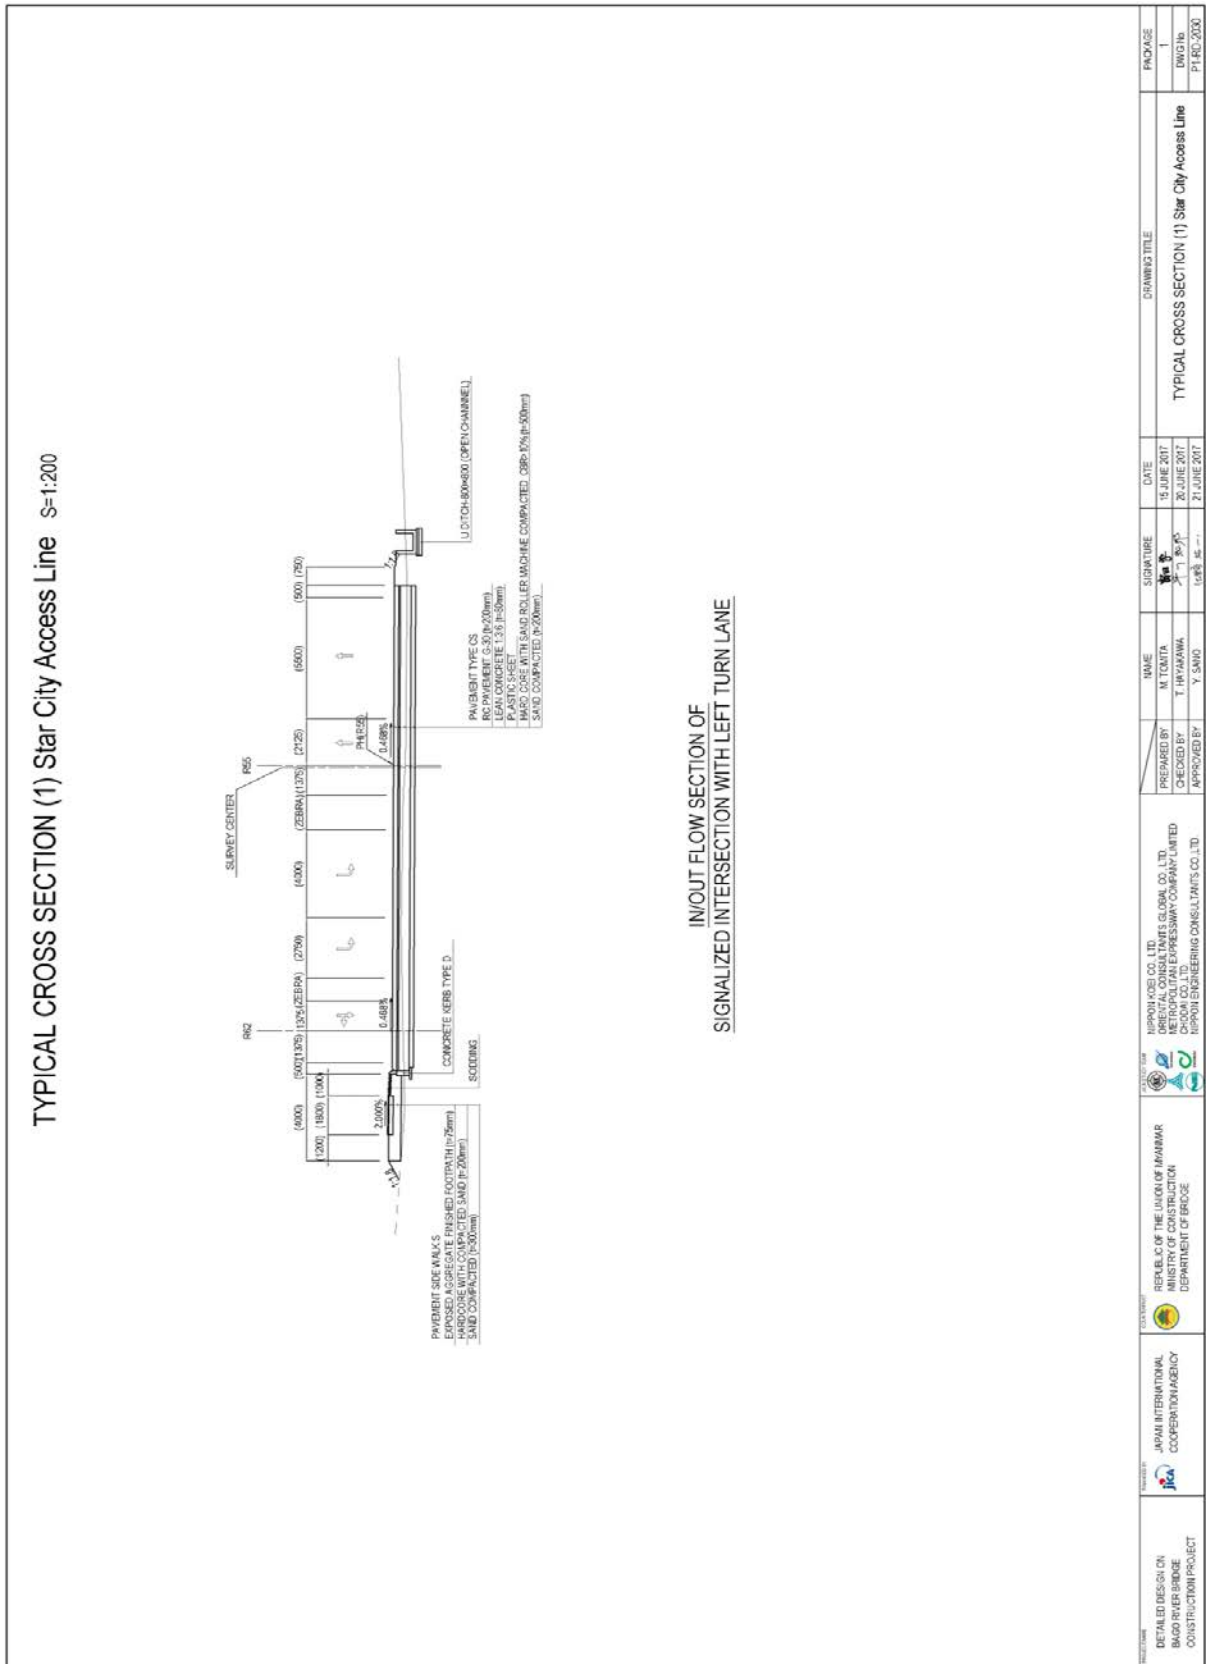 TYPICAL CROSS SECTION (1) Star City Access Line S=1:200
SURVEY CENTER
R62
R55
(4000)
(500)
(1375)
1375
(ZEBRA)
(2750)
(4000)
(ZEBRA)
(1375)
(2125)
(5500)
(500)
(750)
(1200)
(1800)
(1000)
PH(R55)
2.000%
0.468%
0.468%
CONCRETE KERB TYPE D
SODDING
U DITCH-800×800 (OPEN CHANNNEL)
PAVEMENT SIDE WALK S
EXPOSED AGGREGATE FINISHED FOOTPATH (t=75mm)
HARDCORE WITH COMPACTED SAND (t=200mm)
SAND COMPACTED (t=300mm)
PAVEMENT TYPE CS
RC PAVEMENT G-30 (t=200mm)
LEAN CONCRETE 1:3:6 (t=80mm)
PLASTIC SHEET
HARD CORE WITH SAND ROLLER MACHINE COMPACTED CBR>10% (t=500mm)
SAND COMPACTED (t=200mm)
IN/OUT FLOW SECTION OF
SIGNALIZED INTERSECTION WITH LEFT TURN LANE
DETAILED DESIGN ON
BAGO RIVER BRIDGE
CONSTRUCTION PROJECT
jICA
JAPAN INTERNATIONAL
COOPERATION AGENCY
REPUBLIC OF THE UNION OF MYANMAR
MINISTRY OF CONSTRUCTION
DEPARTMENT OF BRIDGE
NIPPON KOEI CO., LTD.
ORIENTAL CONSULTANTS GLOBAL CO., LTD.
METROPOLITAN EXPRESSWAY COMPANY LIMITED
CHODAI CO., LTD.
NIPPON ENGINEERING CONSULTANTS CO., LTD.
NAME
SIGNATURE
DATE
PREPARED BY
M. TOMITA
15 JUNE 2017
CHECKED BY
T. HAYAKAWA
20 JUNE 2017
APPROVED BY
Y. SANO
21 JUNE 2017
DRAWING TITLE
TYPICAL CROSS SECTION (1) Star City Access Line
PACKAGE
1
DWG No.
P1-RD-2030